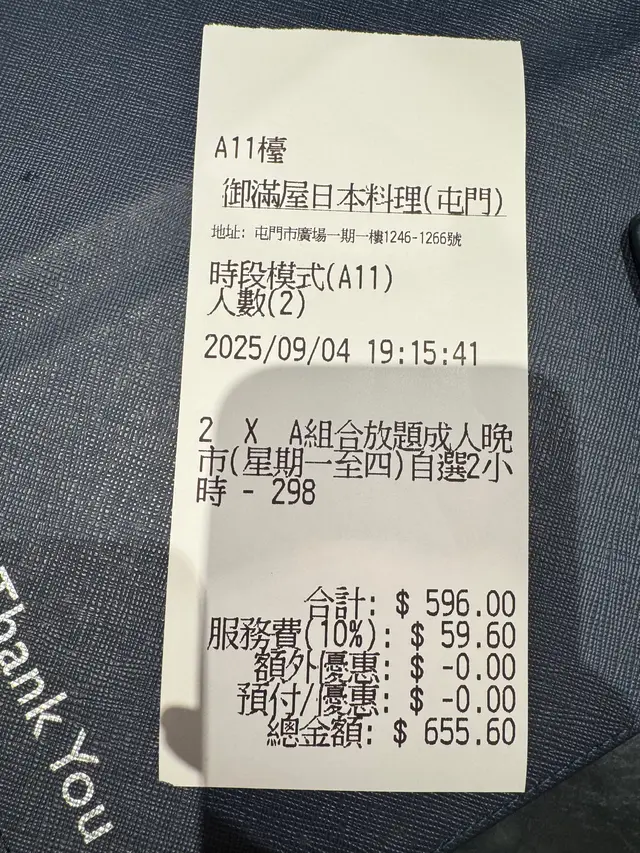 A11檯
御滿屋日本料理(屯門)
地址: 屯門市廣場一期一樓1246-1266號
時段模式(A11)
人數(2)
2025/09/04 19:15:41
2 X A組合放題成人晚
市(星期一至四)自選2小
時 - 298
合計: $ 596.00
服務費(10%): $ 59.60
額外優惠: $ -0.00
預付/優惠: $ -0.00
總金額: $ 655.60
Thank You